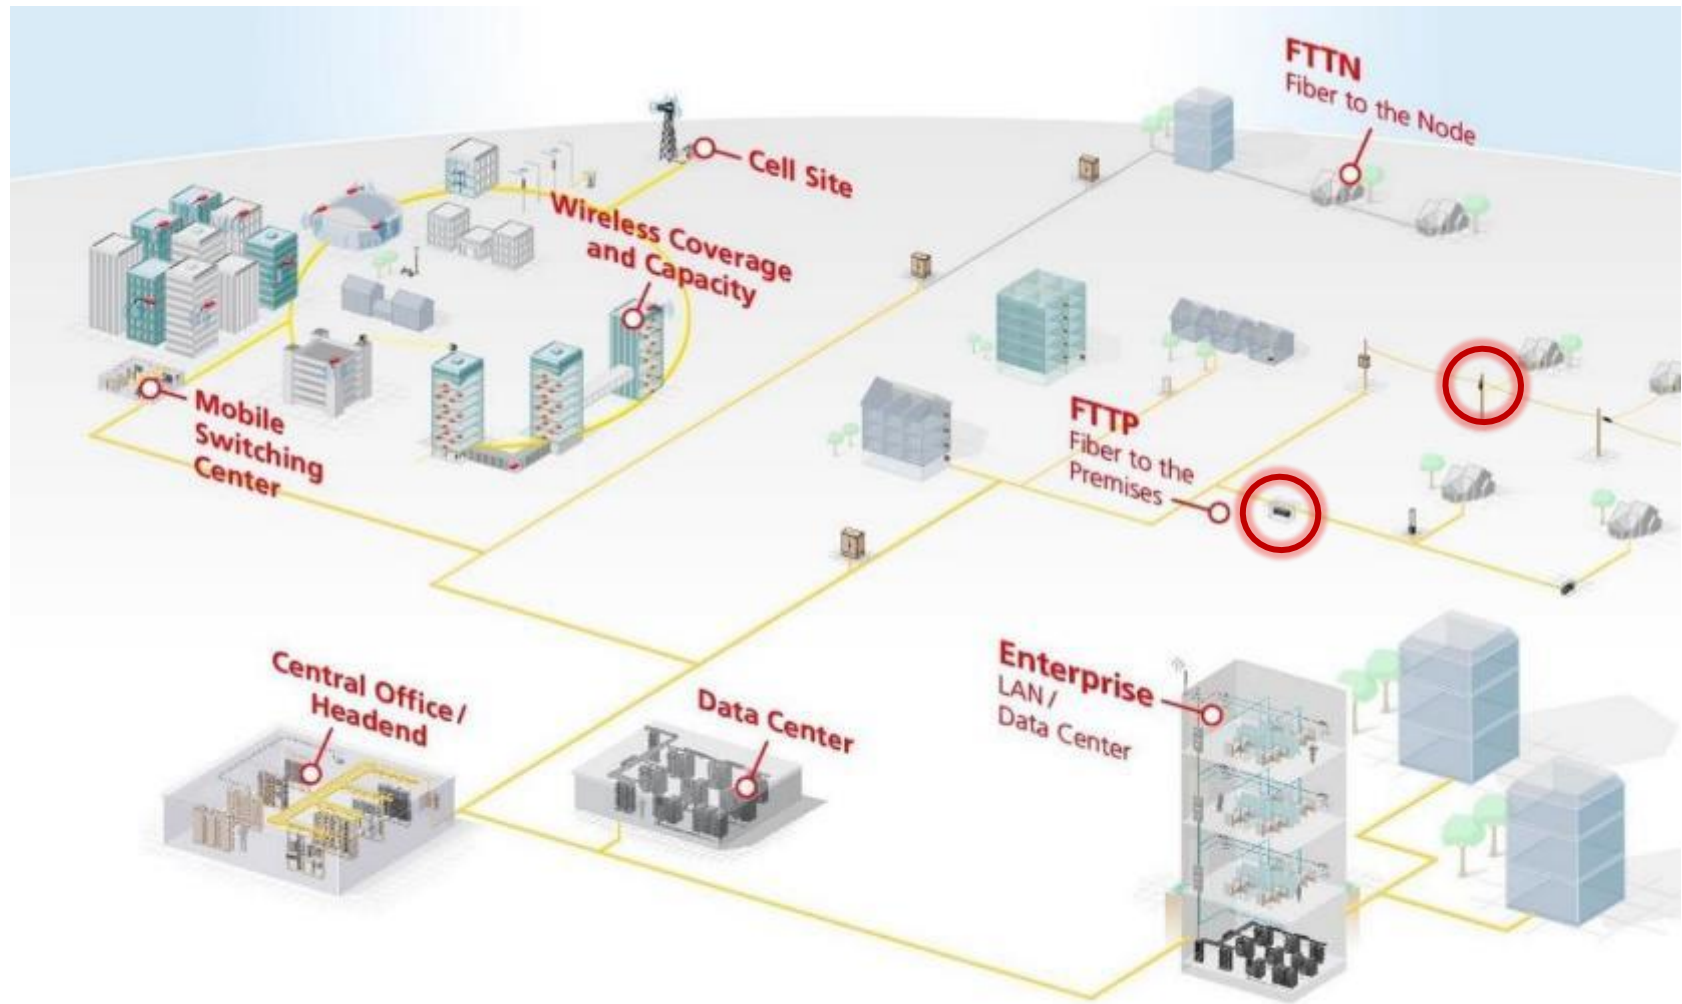 FTTN
Fiber to the Node
Cell Site
Wireless Coverage
and Capacity
Mobile
Switching
Center
FTTP
Fiber to the
Premises
Central Office/
Headend
Data Center
Enterprise
LAN/
Data Center